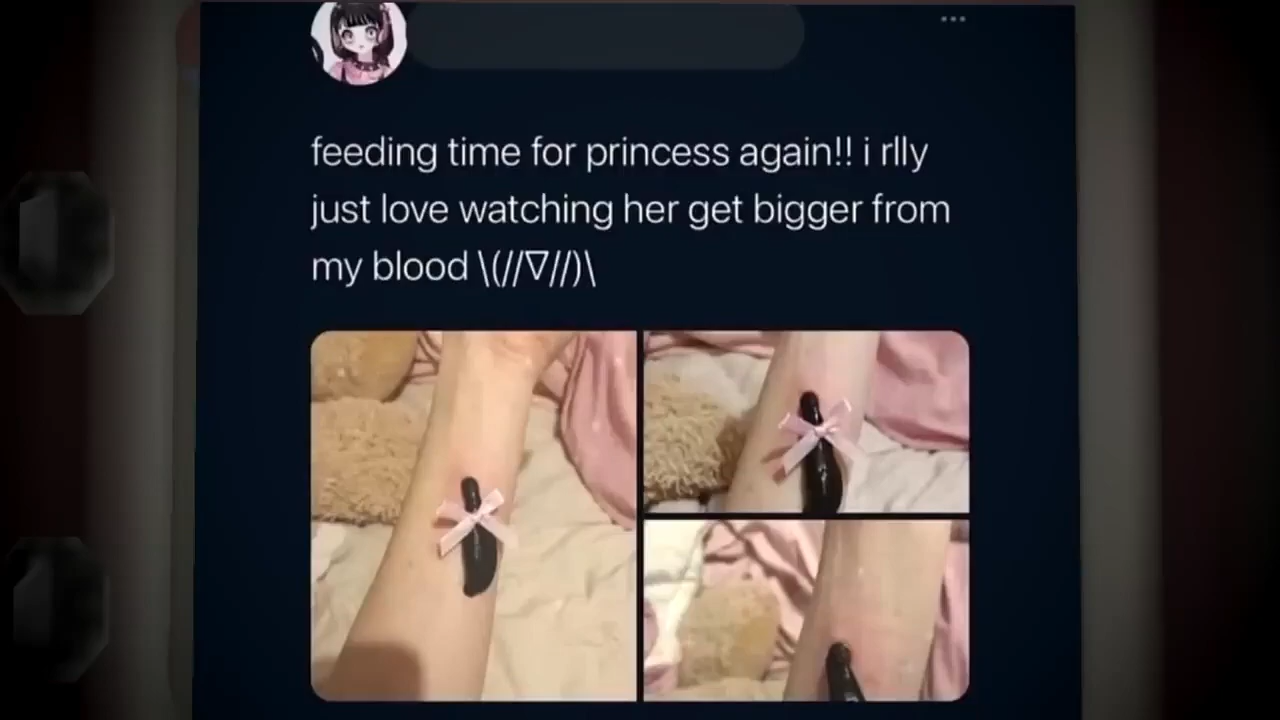 feeding time for princess again!! i rlly
just love watching her get bigger from
my blood \(//∇//)\